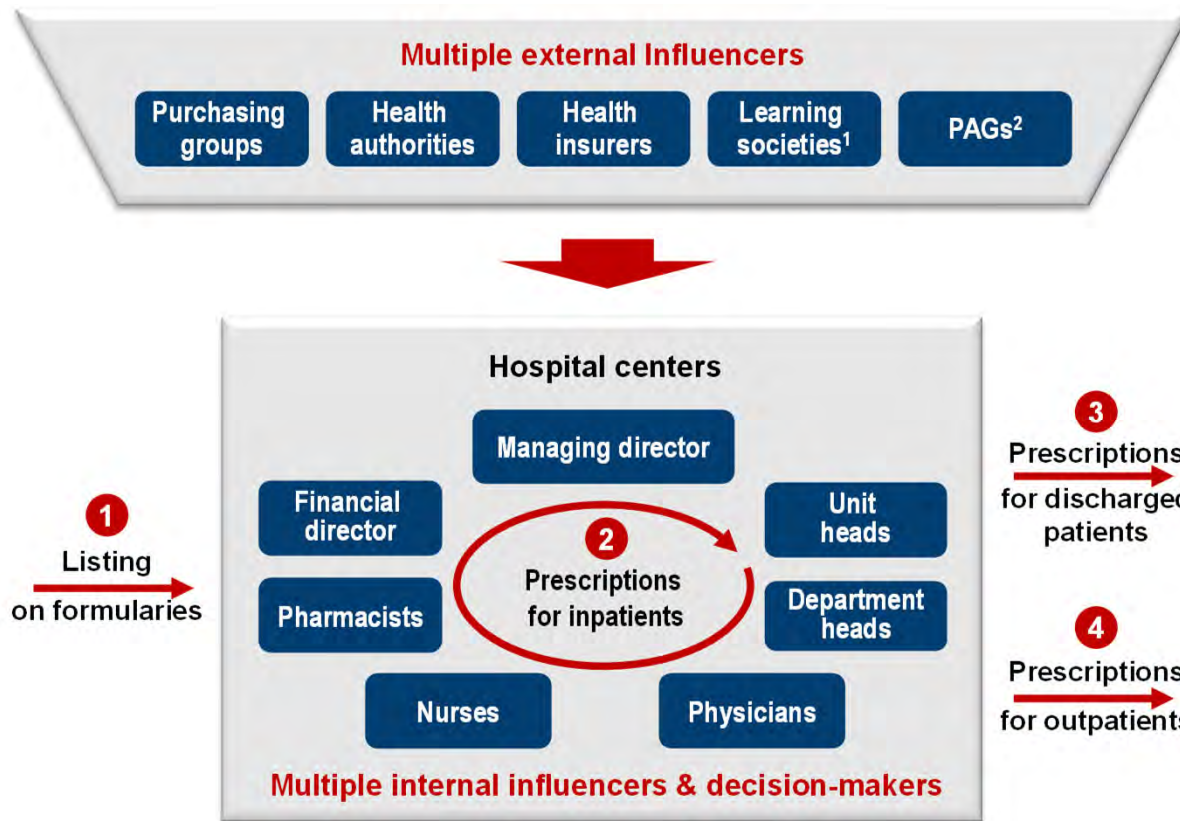 Multiple external Influencers
Purchasing
groups
Health
authorities
Health
insurers
Learning
societies¹
PAGs²
Hospital centers
Managing director
Financial
director
Unit
heads
2
Prescriptions
for inpatients
Pharmacists
Department
heads
Nurses
Physicians
Multiple internal influencers & decision-makers
1
Listing
on formularies
3
Prescriptions
for discharged
patients
4
Prescriptions
for outpatients